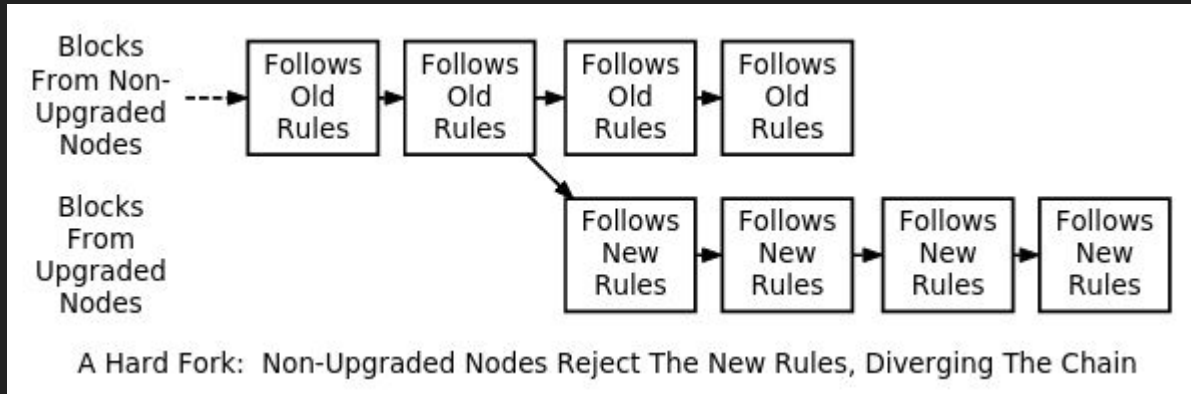 Blocks
From Non-
Upgraded
Nodes
Follows
Old
Rules
Follows
Old
Rules
Follows
Old
Rules
Follows
Old
Rules
Blocks
From
Upgraded
Nodes
Follows
New
Rules
Follows
New
Rules
Follows
New
Rules
Follows
New
Rules
A Hard Fork: Non-Upgraded Nodes Reject The New Rules, Diverging The Chain